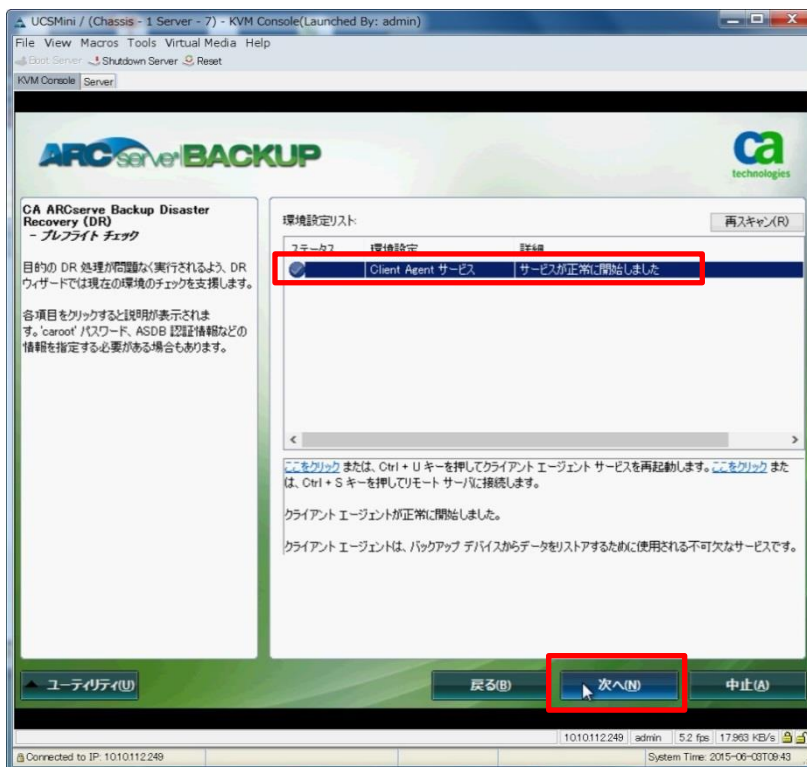 UCSMini / (Chassis - 1 Server - 7) - KVM Console(Launched By: admin)
File View Macros Tools Virtual Media Help
Boot Server Shutdown Server Reset
KVM Console Server
ARCserve BACKUP
ca
technologies
CA ARCserve Backup Disaster
Recovery (DR)
- プレフライト チェック
目的の DR 処理が問題なく実行されるよう、DR
ウィザードでは現在の環境のチェックを支援します。
各項目をクリックすると説明が表示されま
す。'caroot' パスワード、ASDB 認証情報などの
情報を指定する必要がある場合もあります。
環境設定リスト:
再スキャン(R)
ステータス 環境設定 詳細
Client Agent サービス サービスが正常に開始しました
ここをクリック または、Ctrl + U キーを押してクライアント エージェント サービスを再起動します。ここをクリック また
は、Ctrl + S キーを押してリモート サーバに接続します。
クライアント エージェントが正常に開始しました。
クライアント エージェントは、バックアップ デバイスからデータをリストアするために使用される不可欠なサービスです。
ユーティリティ(U)
戻る(B)
次へ(N)
中止(A)
10.10.112.249 admin 5.2 fps 17.963 KB/s
Connected to IP: 10.10.112.249
System Time: 2015-06-03T09:43